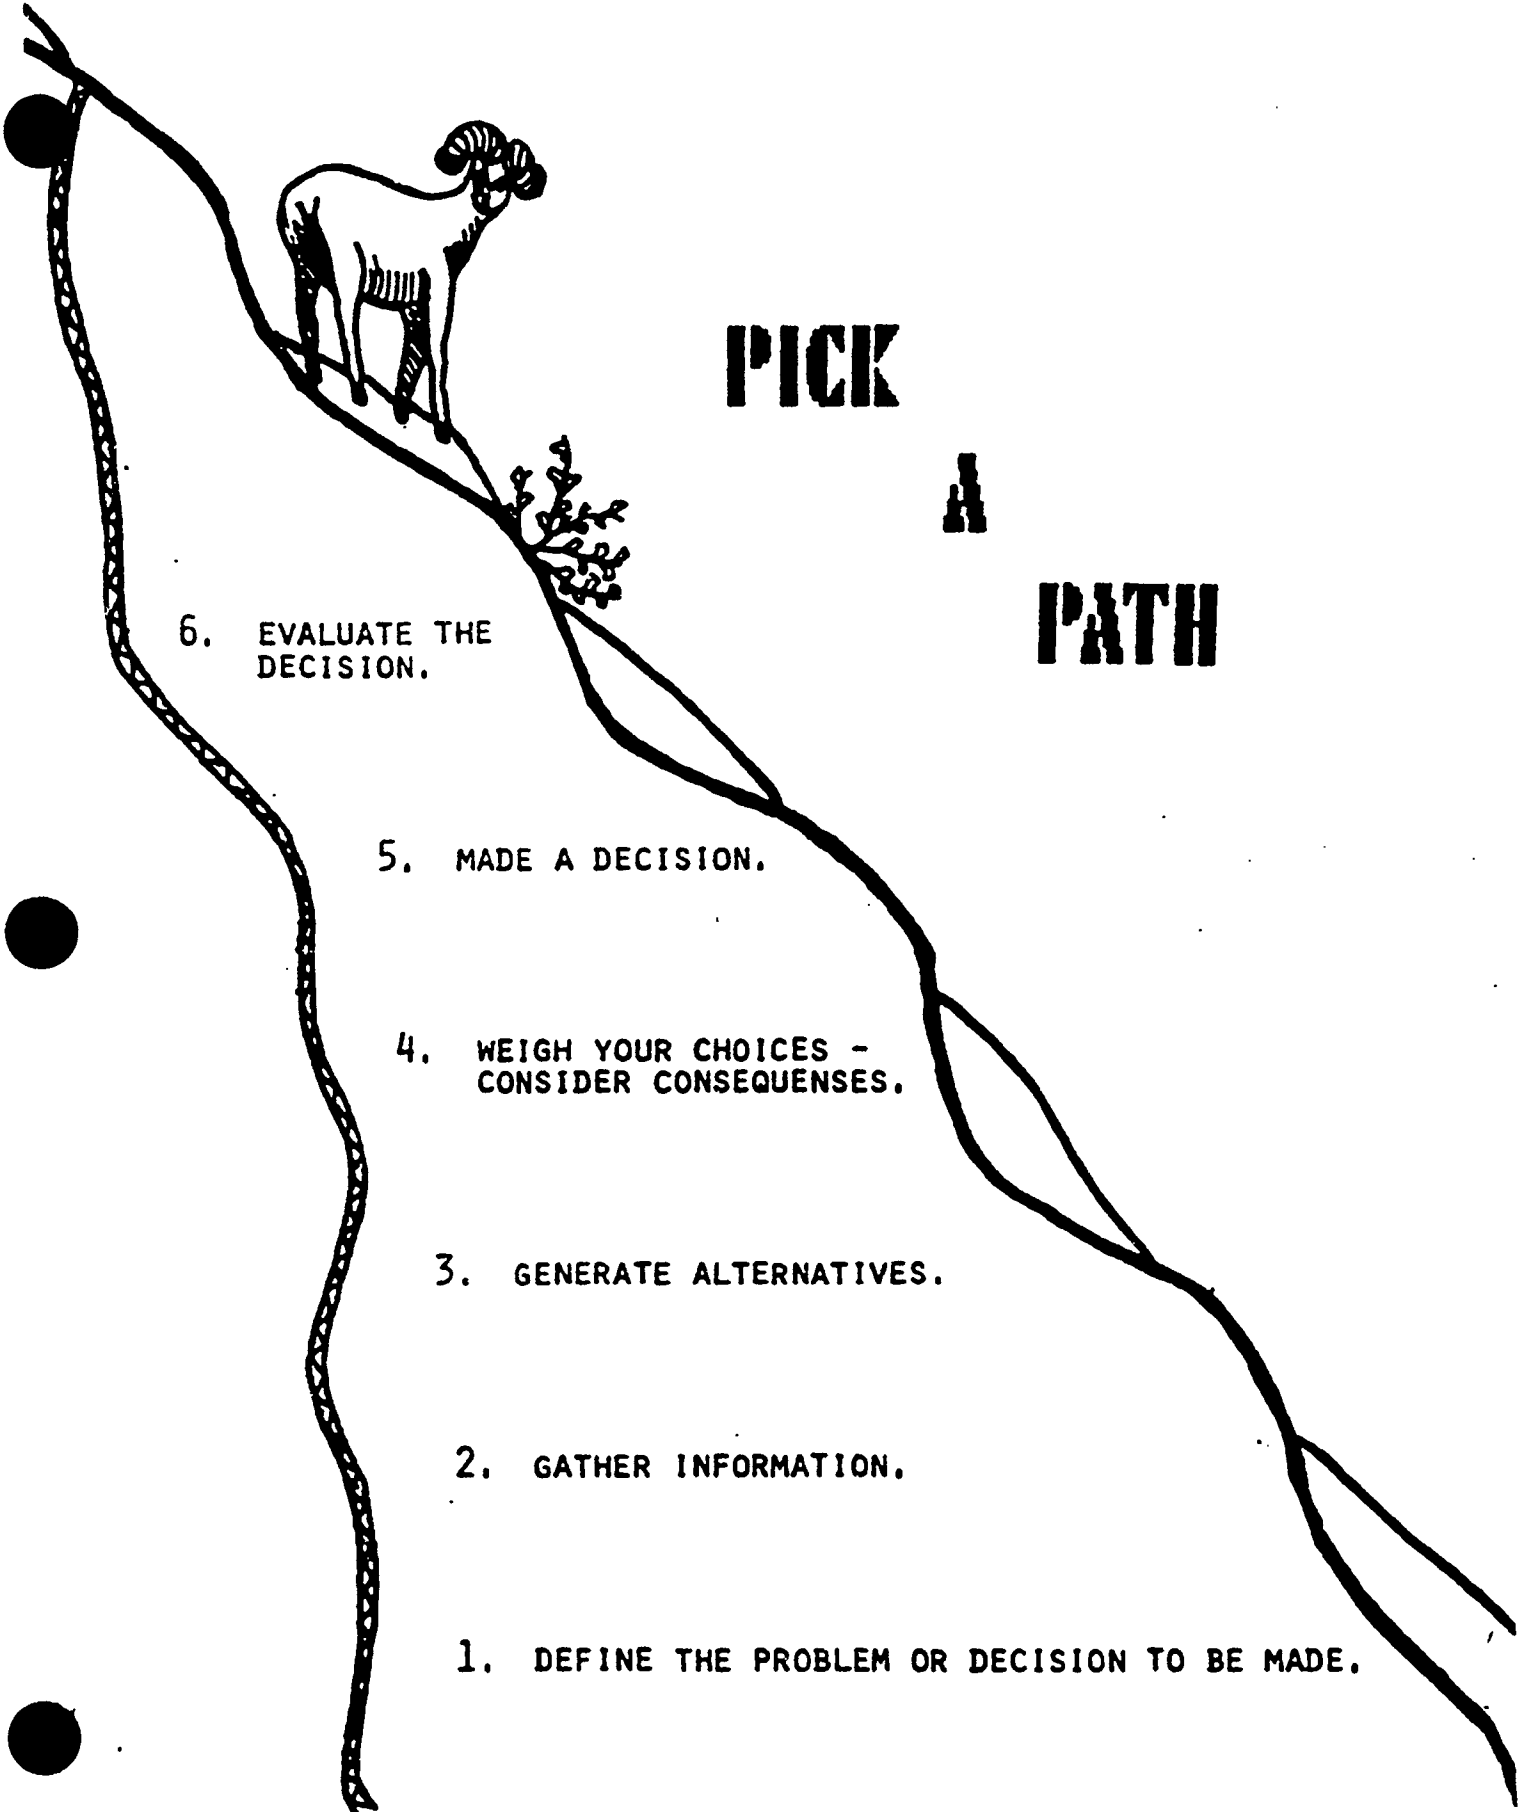 PICK
A
PATH
6. EVALUATE THE
DECISION.
5. MADE A DECISION.
4. WEIGH YOUR CHOICES -
CONSIDER CONSEQUENSES.
3. GENERATE ALTERNATIVES.
2. GATHER INFORMATION.
1. DEFINE THE PROBLEM OR DECISION TO BE MADE.